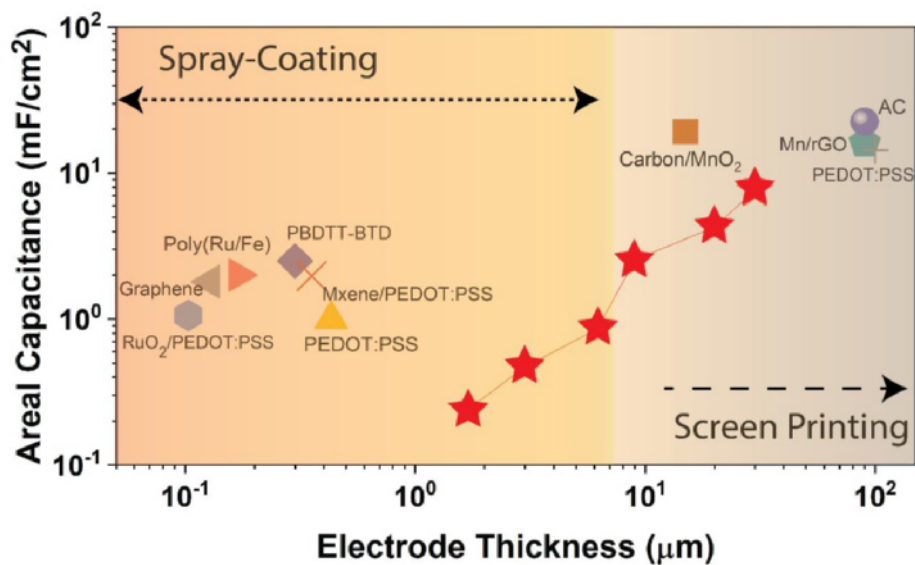 Areal Capacitance (mF/cm²)
10²
10¹
10⁰
10⁻¹
Spray-Coating
AC
Mn/rGO
Carbon/MnO₂
PEDOT:PSS
PBDTT-BTD
Poly(Ru/Fe)
Graphene
Mxene/PEDOT:PSS
RuO₂/PEDOT:PSS
PEDOT:PSS
Screen Printing
10⁻¹
10⁰
10¹
10²
Electrode Thickness (μm)